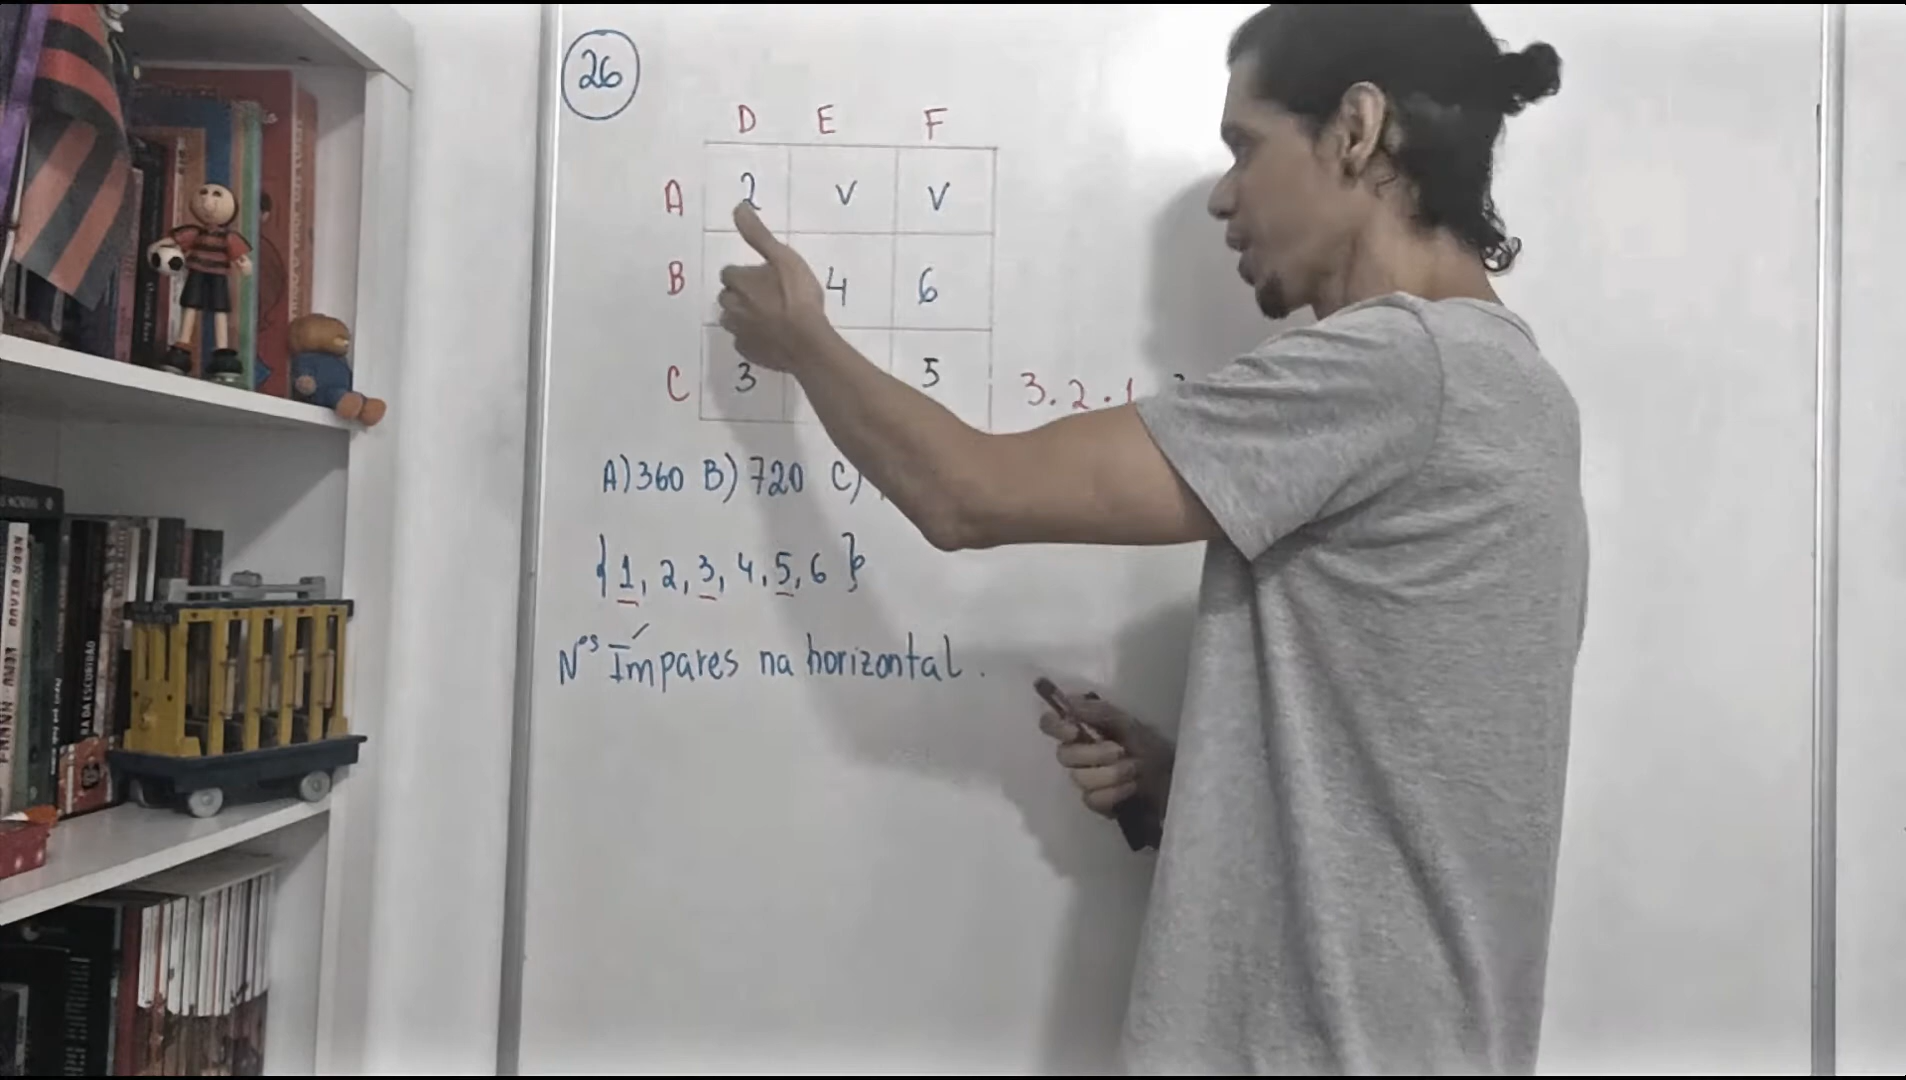 26
D E F
A 2 V V
B 4 6
C 3 5 3.2.1
A) 360 B) 720 C)
{1, 2, 3, 4, 5, 6}
Nºs Ímpares na horizontal.